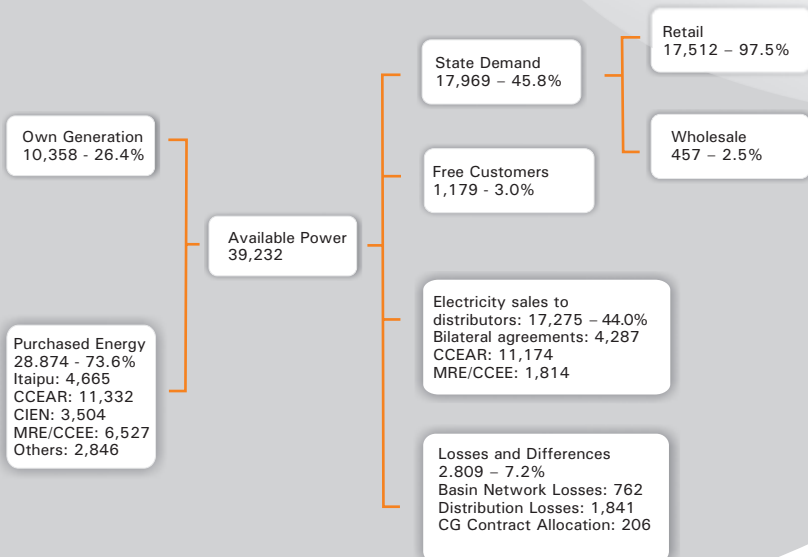 Own Generation
10,358 - 26.4%
Purchased Energy
28.874 - 73.6%
Itaipu: 4,665
CCEAR: 11,332
CIEN: 3,504
MRE/CCEE: 6,527
Others: 2,846
Available Power
39,232
State Demand
17,969 – 45.8%
Retail
17,512 – 97.5%
Wholesale
457 – 2.5%
Free Customers
1,179 - 3.0%
Electricity sales to
distributors: 17,275 – 44.0%
Bilateral agreements: 4,287
CCEAR: 11,174
MRE/CCEE: 1,814
Losses and Differences
2.809 – 7.2%
Basin Network Losses: 762
Distribution Losses: 1,841
CG Contract Allocation: 206